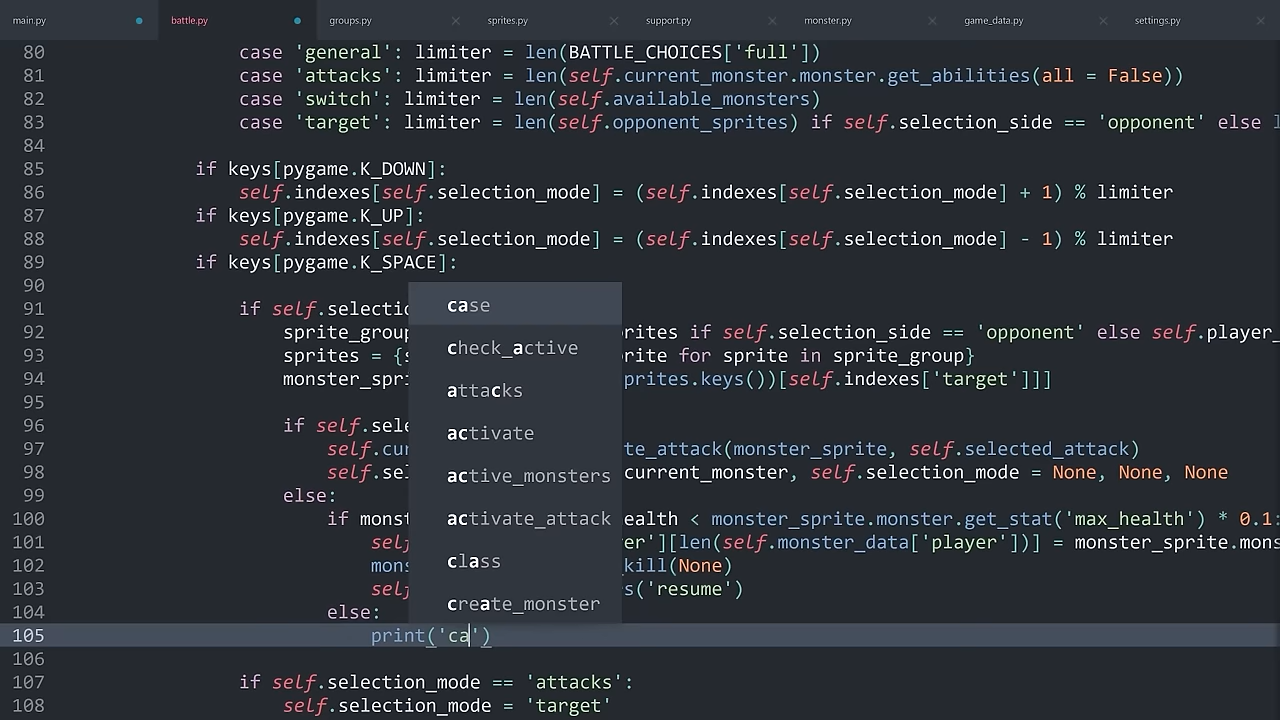 main.py battle.py groups.py sprites.py support.py monster.py game_data.py settings.py
80 case 'general': limiter = len(BATTLE_CHOICES['full'])
81 case 'attacks': limiter = len(self.current_monster.monster.get_abilities(all = False))
82 case 'switch': limiter = len(self.available_monsters)
83 case 'target': limiter = len(self.opponent_sprites) if self.selection_side == 'opponent' else
84
85 if keys[pygame.K_DOWN]:
86 self.indexes[self.selection_mode] = (self.indexes[self.selection_mode] + 1) % limiter
87 if keys[pygame.K_UP]:
88 self.indexes[self.selection_mode] = (self.indexes[self.selection_mode] - 1) % limiter
89 if keys[pygame.K_SPACE]:
90
91 if self.selectio
92 sprite_group prites if self.selection_side == 'opponent' else self.player_
93 sprites = {s prite for sprite in sprite_group}
94 monster_spri prites.keys())[self.indexes['target']]]
95
96 if self.sele
97 self.cur te_attack(monster_sprite, self.selected_attack)
98 self.sel current_monster, self.selection_mode = None, None, None
99 else:
100 if monst ealth < monster_sprite.monster.get_stat('max_health') * 0.1:
101 self er'][len(self.monster_data['player'])] = monster_sprite.mons
102 mons kill(None)
103 self s('resume')
104 else:
105 print('ca')
106
107 if self.selection_mode == 'attacks':
108 self.selection_mode = 'target'
case
check_active
attacks
activate
active_monsters
activate_attack
class
create_monster